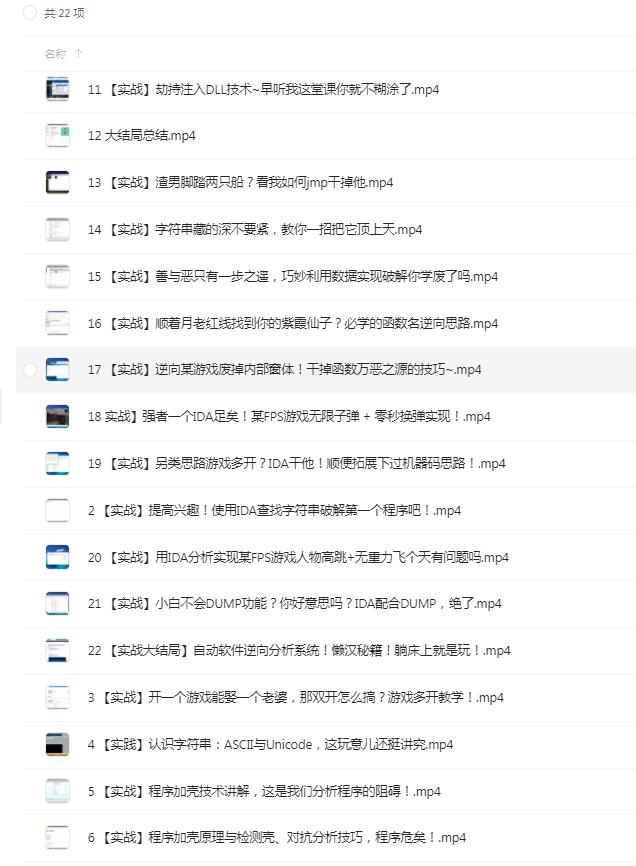 共 22 项
名称 ↑
11 【实战】劫持注入DLL技术~早听我这堂课你就不糊涂了.mp4
12 大结局总结.mp4
13 【实战】渣男脚踏两只船？看我如何jmp干掉他.mp4
14 【实战】字符串藏的深不要紧，教你一招把它顶上天.mp4
15 【实战】善与恶只有一步之遥，巧妙利用数据实现破解你学废了吗.mp4
16 【实战】顺着月老红线找到你的紫霞仙子？必学的函数名逆向思路.mp4
17 【实战】逆向某游戏废掉内部窗体！干掉函数万恶之源的技巧~.mp4
18 实战】强者一个IDA足矣！某FPS游戏无限子弹 + 零秒换弹实现！.mp4
19 【实战】另类思路游戏多开？IDA干他！顺便拓展下过机器码思路！.mp4
2 【实战】提高兴趣！使用IDA查找字符串破解第一个程序吧！.mp4
20 【实战】用IDA分析实现某FPS游戏人物高跳+无重力飞个天有问题吗.mp4
21 【实战】小白不会DUMP功能？你好意思吗？IDA配合DUMP，绝了.mp4
22 【实战大结局】自动软件逆向分析系统！懒汉秘籍！躺床上就是玩！.mp4
3 【实战】开一个游戏能娶一个老婆，那双开怎么搞？游戏多开教学！.mp4
4 【实践】认识字符串：ASCII与Unicode，这玩意儿还挺讲究.mp4
5 【实战】程序加壳技术讲解，这是我们分析程序的阻碍！.mp4
6 【实战】程序加壳原理与检测壳、对抗分析技巧，程序危矣！.mp4